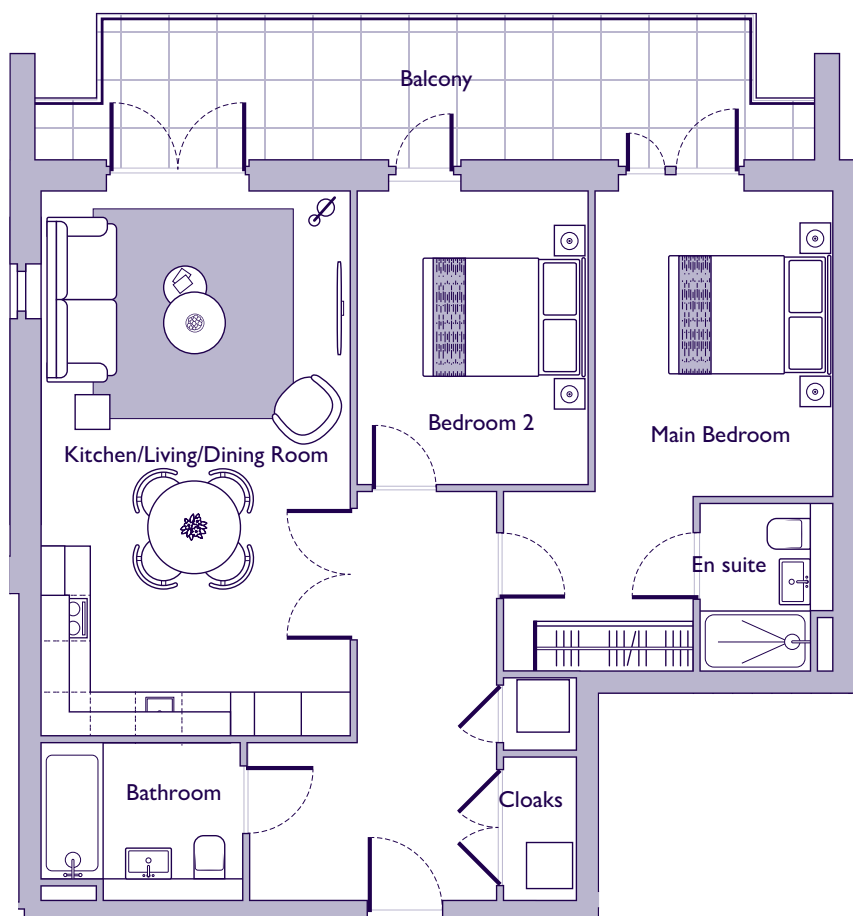 Balcony
Bedroom 2
Main Bedroom
Kitchen/Living/Dining Room
En suite
Bathroom
Cloaks